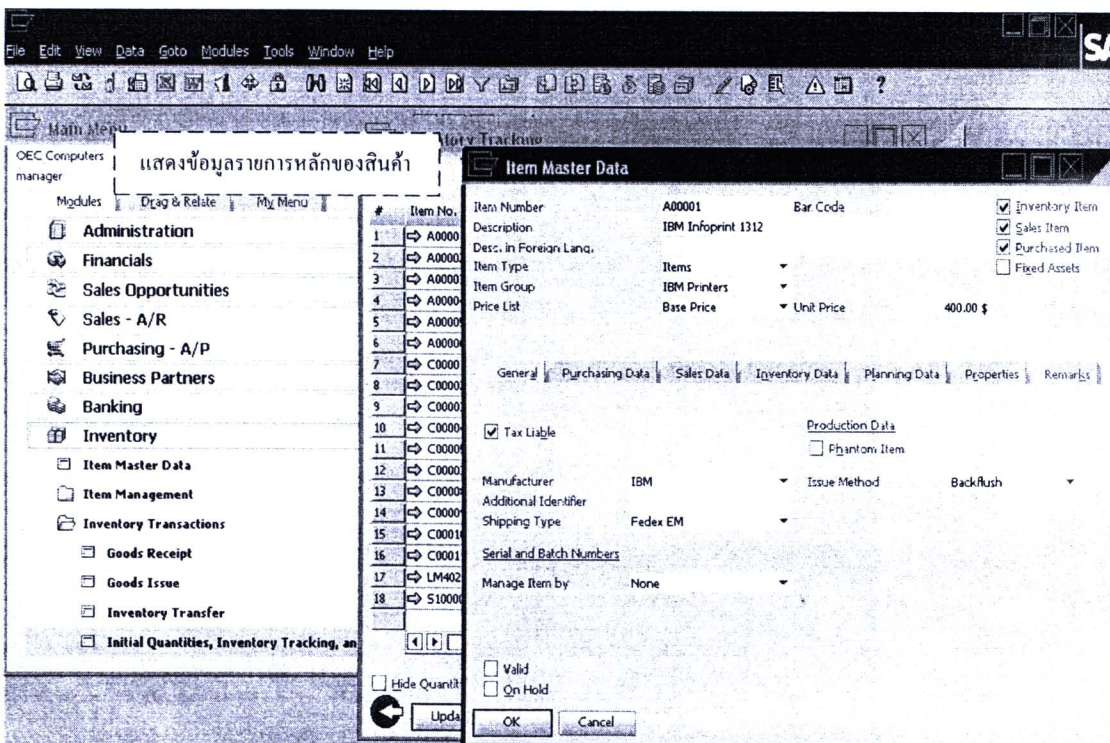 File Edit View Data Goto Modules Tools Window Help
Main Menu
Tracking
OEC Computers
manager
แสดงข้อมูลรายการหลักของสินค้า
Modules Drag & Relate My Menu
Administration
Financials
Sales Opportunities
Sales - A/R
Purchasing - A/P
Business Partners
Banking
Inventory
Item Master Data
Item Management
Inventory Transactions
Goods Receipt
Goods Issue
Inventory Transfer
Initial Quantities, Inventory Tracking, an
# Item No.
1
2
3
4
5
6
7
8
9
10
11
12
13
14
15
16
17 LM402
18
Hide Quantit
Upda
Item Master Data
Item Number A00001 Bar Code Inventory Item
Description IBM Infoprint 1312 Sales Item
Desc. in Foreign Lang. Purchased Item
Item Type Items Fixed Assets
Item Group IBM Printers
Price List Base Price Unit Price 400.00 $
General Purchasing Data Sales Data Inventory Data Planning Data Properties Remarks
Tax Liable Production Data
Phantom Item
Manufacturer IBM Issue Method Backflush
Additional Identifier
Shipping Type Fedex EM
Serial and Batch Numbers
Manage Item by None
Valid
On Hold
OK Cancel